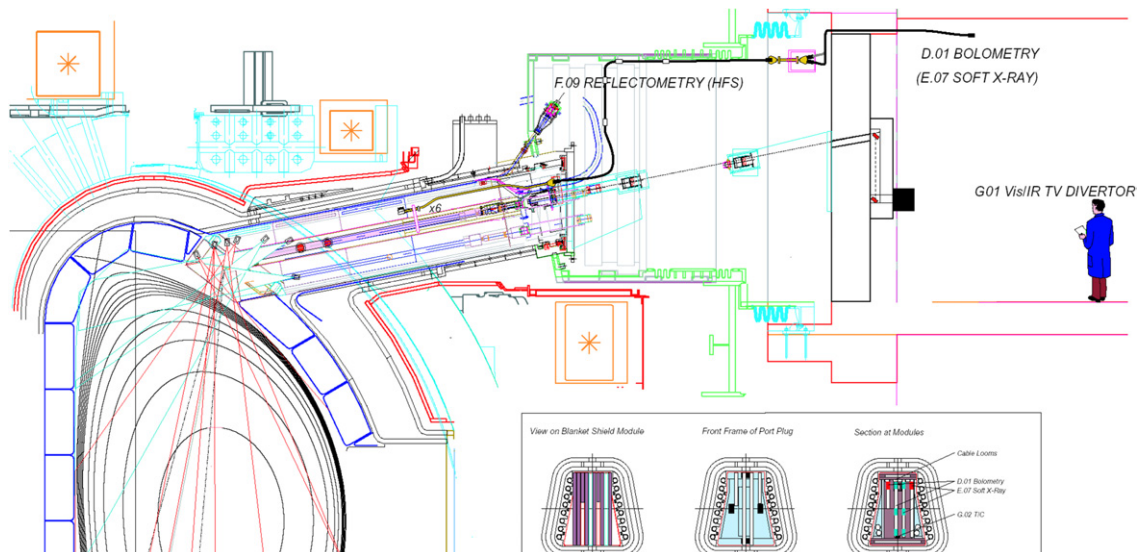 D.01 BOLOMETRY
(E.07 SOFT X-RAY)
F.09 REFLECTOMETRY (HFS)
x6
G01 Vis/IR TV DIVERTOR
View on Blanket Shield Module
Front Frame of Port Plug
Section at Modules
Cable Looms
D.01 Bolometry
E.07 Soft X-Ray
G.02 T/C